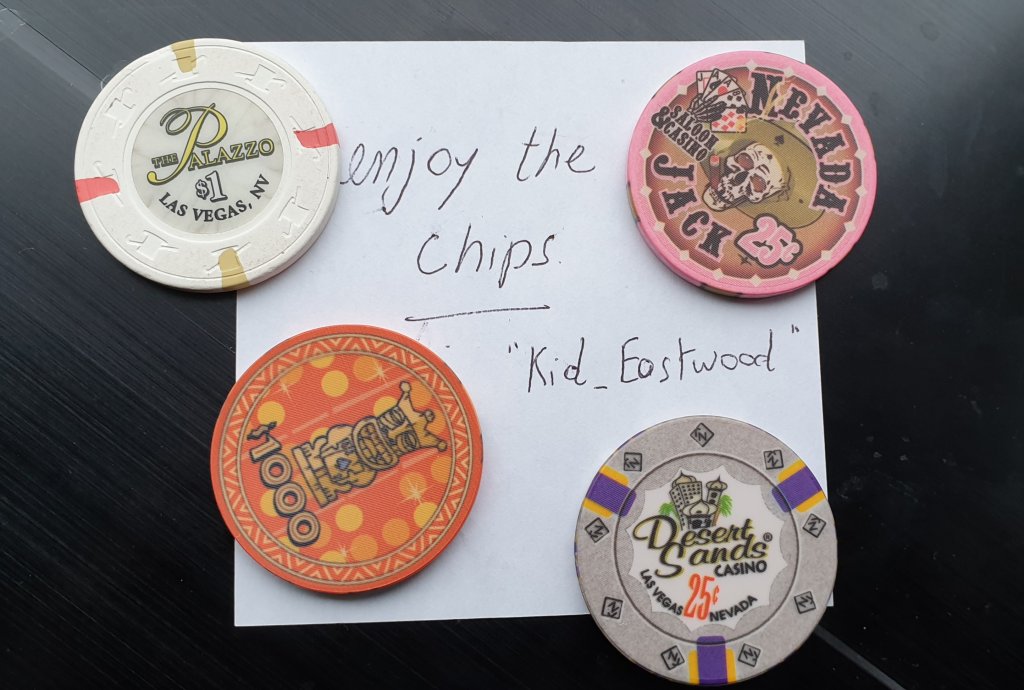 THE PALAZZO
$1
LAS VEGAS, NV
enjoy the
chips.
"Kid_Eastwood"
NEVADA
JACK
SALOON
& CASINO
25¢
$1000
Desert
Sands®
CASINO
LAS VEGAS
25¢
NEVADA